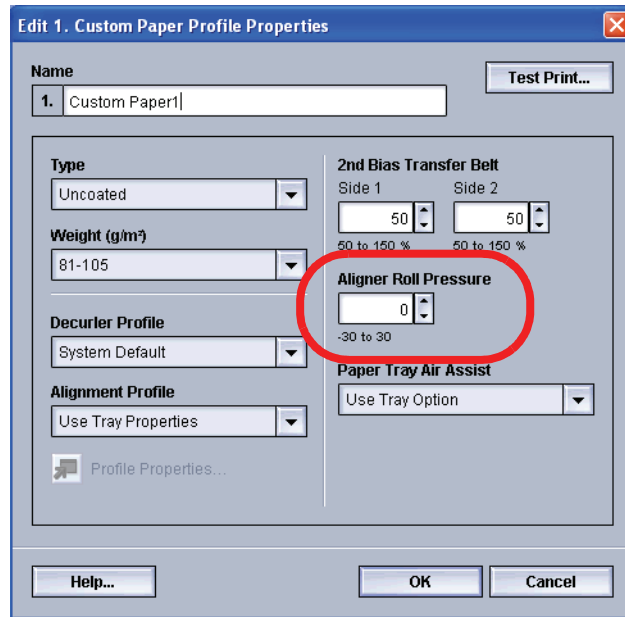 Edit 1. Custom Paper Profile Properties
Name
Test Print...
1. Custom Paper1
Type
Uncoated
Weight (g/m²)
81-105
Decurler Profile
System Default
Alignment Profile
Use Tray Properties
Profile Properties...
2nd Bias Transfer Belt
Side 1 Side 2
50 50
50 to 150 % 50 to 150 %
Aligner Roll Pressure
0
-30 to 30
Paper Tray Air Assist
Use Tray Option
Help... OK Cancel